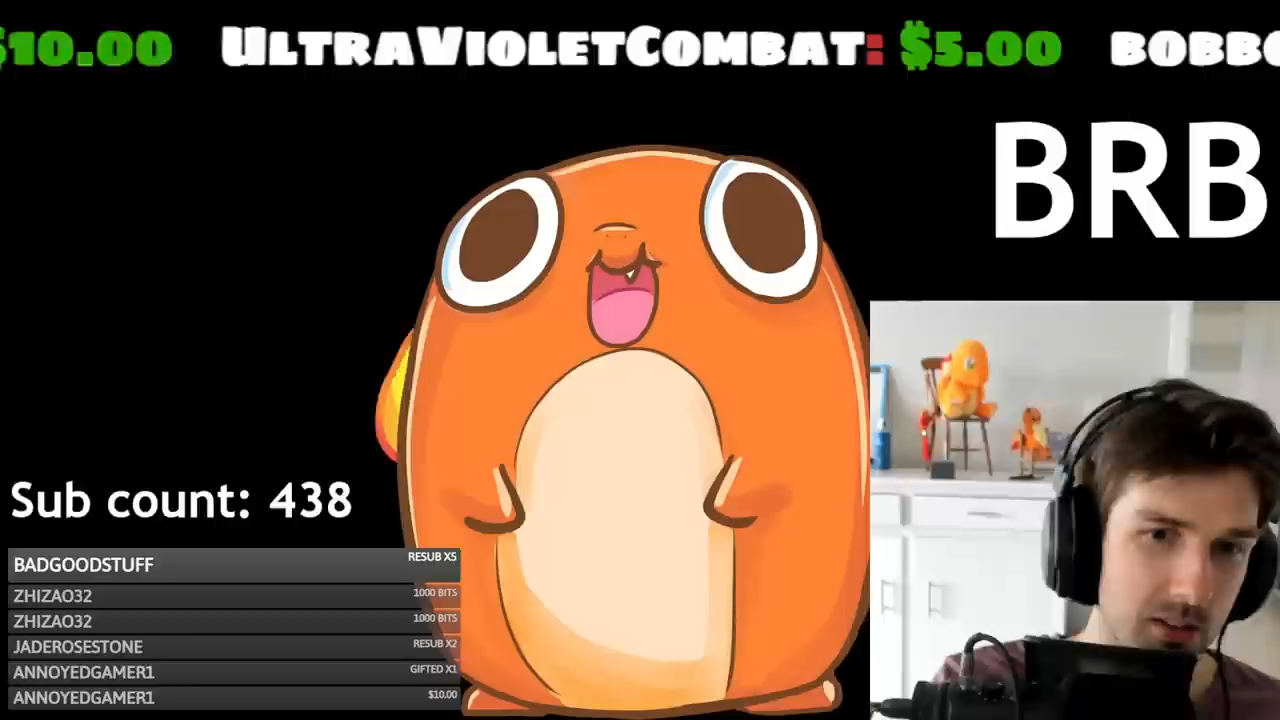 $10.00 UltraVioletCombat: $5.00 bobbo
BRB
Sub count: 438
BADGOODSTUFF RESUB X5
ZHIZAO32 1000 BITS
ZHIZAO32 1000 BITS
JADEROSESTONE RESUB X2
ANNOYEDGAMER1 GIFTED X1
ANNOYEDGAMER1 $10.00